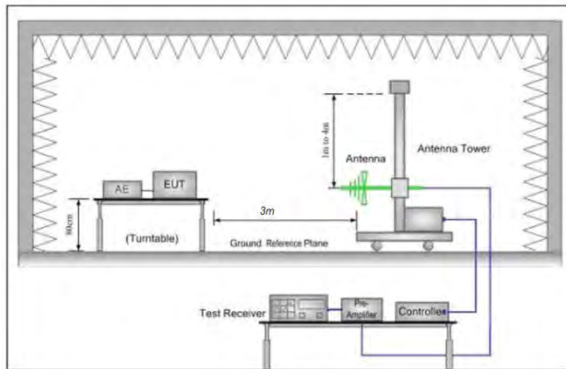 1m to 4m
Antenna
Antenna Tower
AE
EUT
80cm
3m
(Turntable)
Ground Reference Plane
Test Receiver
Pre-
Amplifier
Controller